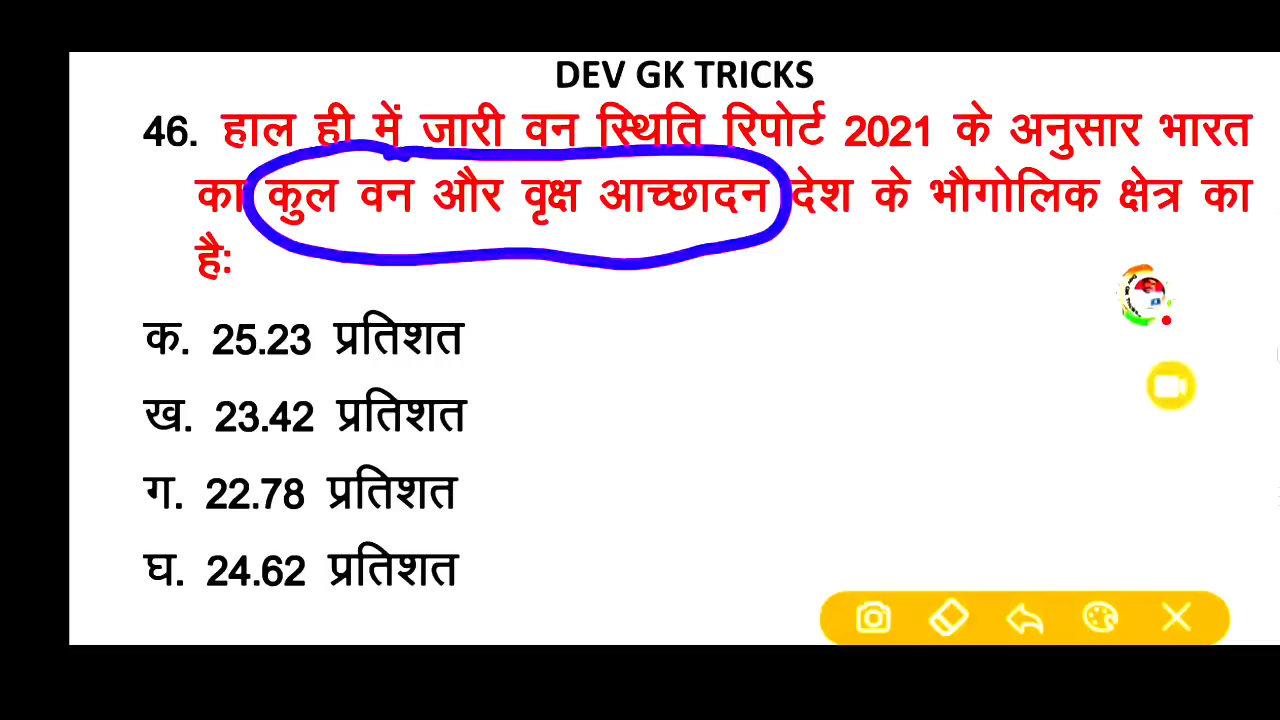 DEV GK TRICKS
46. हाल ही में जारी वन स्थिति रिपोर्ट 2021 के अनुसार भारत
का कुल वन और वृक्ष आच्छादन देश के भौगोलिक क्षेत्र का
है:
क. 25.23 प्रतिशत
ख. 23.42 प्रतिशत
ग. 22.78 प्रतिशत
घ. 24.62 प्रतिशत